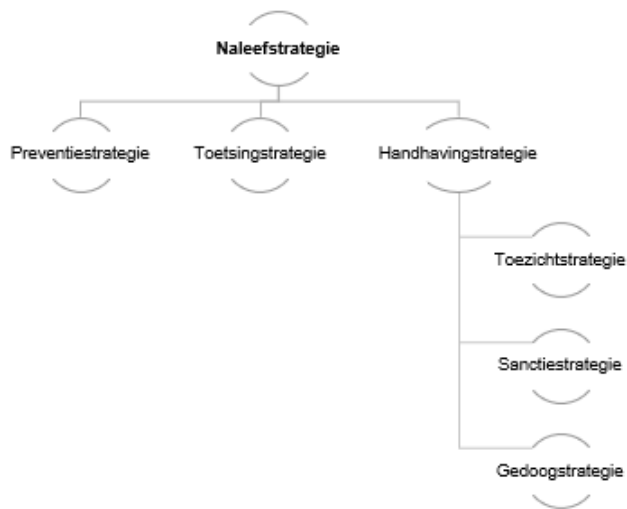 Naleefstrategie
Preventiestrategie
Toetsingstrategie
Handhavingstrategie
Toezichtstrategie
Sanctiestrategie
Gedoogstrategie